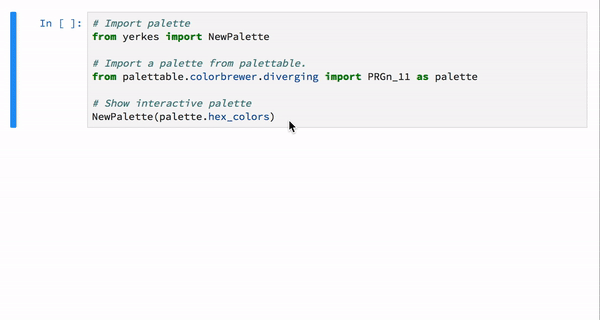 In [ ]: # Import palette
from yerkes import NewPalette
# Import a palette from palettable.
from palettable.colorbrewer.diverging import PRGn_11 as palette
# Show interactive palette
NewPalette(palette.hex_colors)